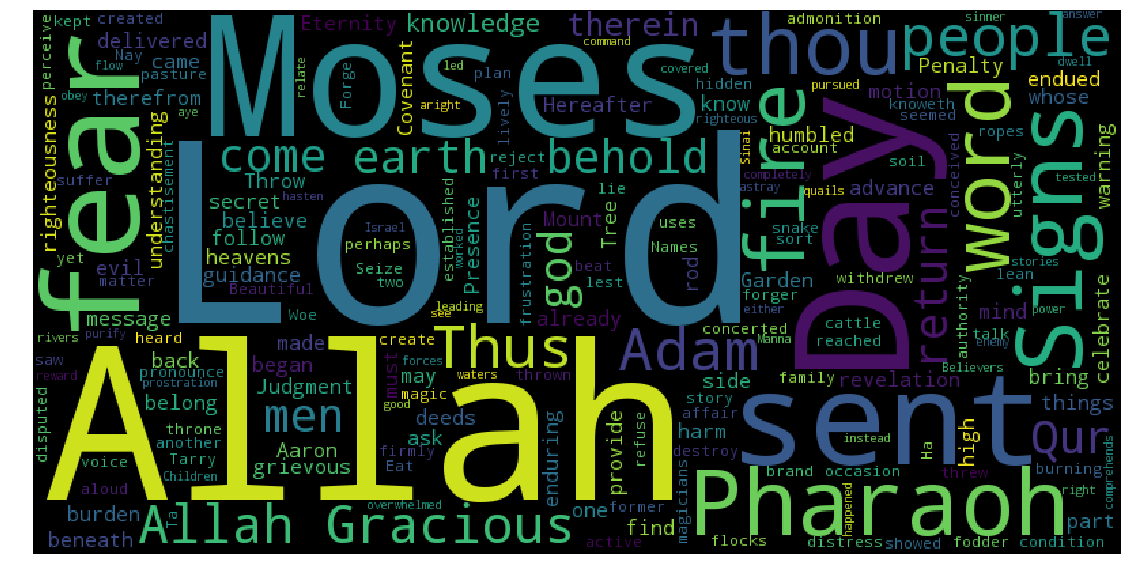 created
kept
Nay
flow
perceive
delivered
came
pasture
Eternity
knowledge
command
therein
admonition
sinner
answer
dwell
people
thou
Moses
obey
therefrom
aye
relate
Forge
led
aright
Covenant
plan
lively
Hereafter
covered
righteous
hidden
know
motion
knoweth
seemed
pursued
Penalty
endued
whose
fear
righteousness
understanding
come earth
behold
reject
first
fire
humbled
account
Sinai
ropes
soil
conceived
word
utterly
tested
warning
Signs
suffer
chastisement
Throw
hasten
secret
believe
follow
lie
Mount
uses
Tree
Names
completely
astray
quails
advance
snake
sort
Day
return
yet
evil
matter
heavens
guidance
Beautiful
Israel
perhaps
Seize
two
established
worked
Presence
frustration
god
beat
lest
rod
Garden
forger
withdrew
lean
stories
power
message
Lord
Woe
leading
see
already
concerted
either
Manna
cattle
reached
mind
authority
talk
enemy
celebrate
rivers
purify
heard
made
create
forces
Thus
Adam
family
revelation
Believers
bring
saw
reward
prostration
back
pronounce
began
must
may
magic
waters
thrown
side
story
affair
things
disputed
belong
Judgment
men
good
deeds
harm
sent
Qur
throne
another
Tarry
Children
voice
Aaron
grievous
firmly
Eat
ask
enduring
provide
refuse
destroy
instead
Ha
high
burning
comprehends
aloud
Allah
overwhelmed
one
former
magicians
brand
occasion
threw
happened
right
burden
beneath
Ta
Allah Gracious
active
find
flocks
Pharaoh
distress
showed
fodder
condition
part